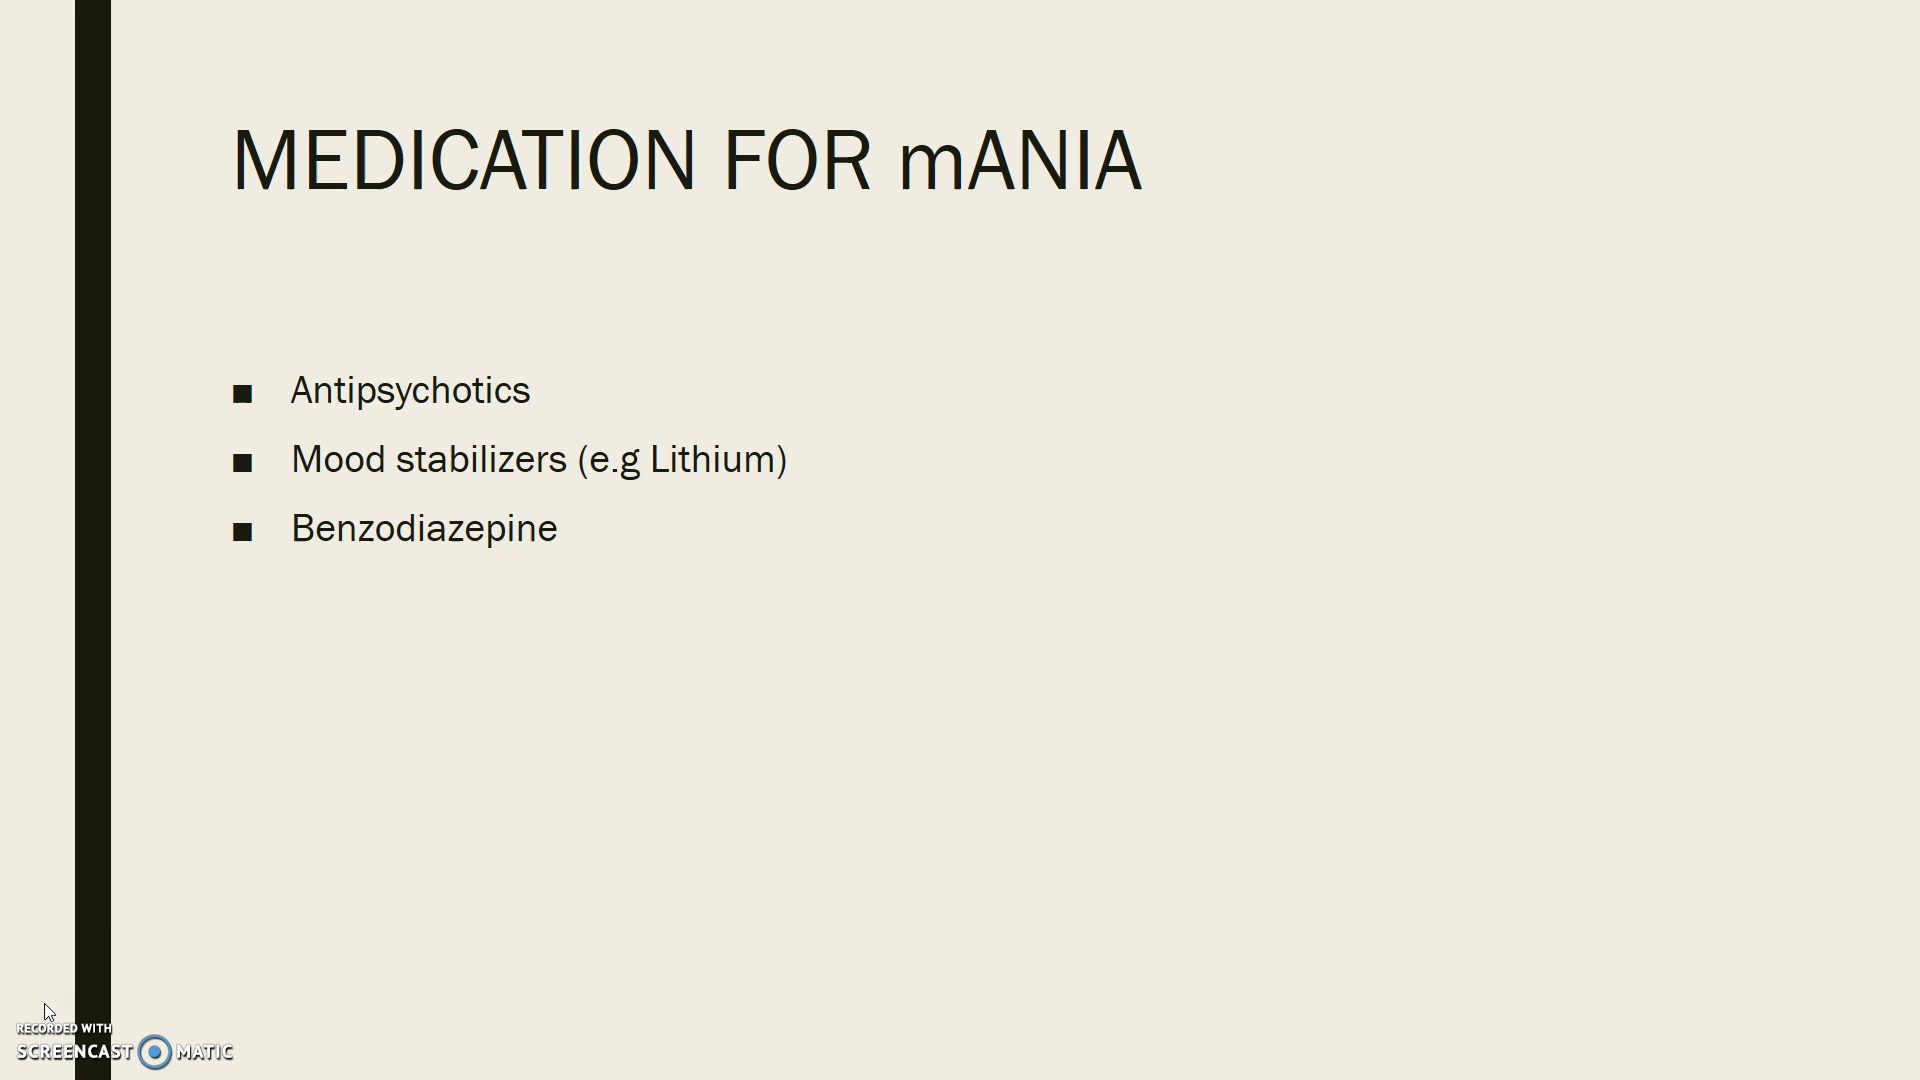 MEDICATION FOR mANIA
■ Antipsychotics
■ Mood stabilizers (e.g Lithium)
■ Benzodiazepine
RECORDED WITH
SCREENCAST MATIC